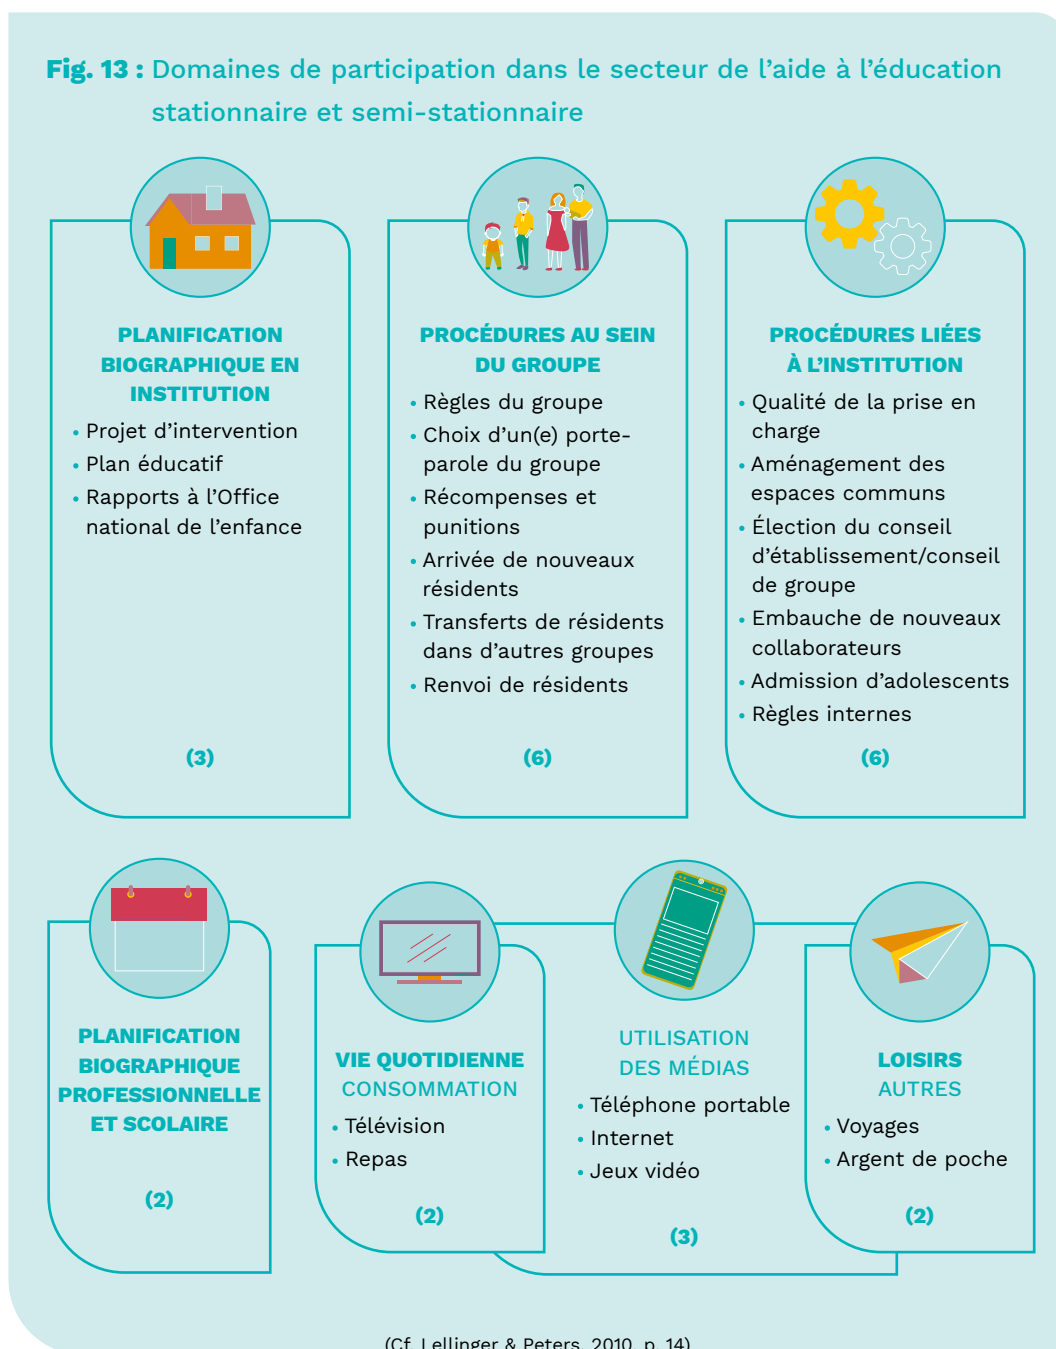 Fig. 13 : Domaines de participation dans le secteur de l’aide à l’éducation
stationnaire et semi-stationnaire
PLANIFICATION
BIOGRAPHIQUE EN
INSTITUTION
• Projet d’intervention
• Plan éducatif
• Rapports à l’Office
national de l’enfance
(3)
PROCÉDURES AU SEIN
DU GROUPE
• Règles du groupe
• Choix d’un(e) porte-
parole du groupe
• Récompenses et
punitions
• Arrivée de nouveaux
résidents
• Transferts de résidents
dans d’autres groupes
• Renvoi de résidents
(6)
PROCÉDURES LIÉES
À L’INSTITUTION
• Qualité de la prise en
charge
• Aménagement des
espaces communs
• Élection du conseil
d’établissement/conseil
de groupe
• Embauche de nouveaux
collaborateurs
• Admission d’adolescents
• Règles internes
(6)
PLANIFICATION
BIOGRAPHIQUE
PROFESSIONNELLE
ET SCOLAIRE
(2)
VIE QUOTIDIENNE
CONSOMMATION
• Télévision
• Repas
(2)
UTILISATION
DES MÉDIAS
• Téléphone portable
• Internet
• Jeux vidéo
(3)
LOISIRS
AUTRES
• Voyages
• Argent de poche
(2)
(Cf. Lellinger & Peters, 2010, p. 14)